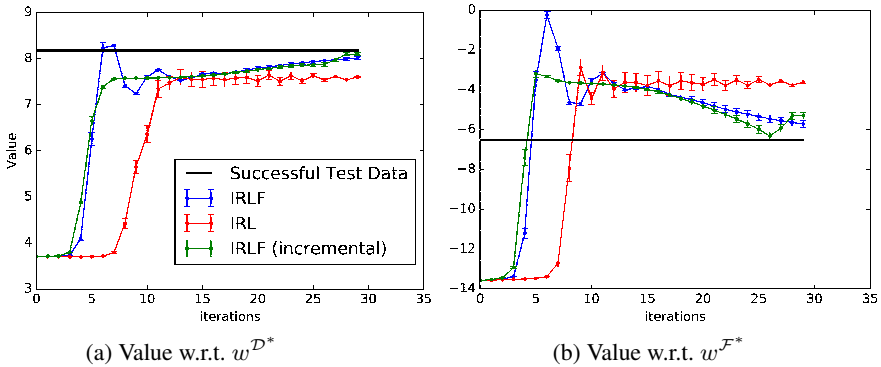 9
8
7
6
5
4
3
Value
0 5 10 15 20 25 30 35
iterations
Successful Test Data
IRLF
IRL
IRLF (incremental)
(a) Value w.r.t. w^{𝒟*}
0
−2
−4
−6
−8
−10
−12
−14
0 5 10 15 20 25 30 35
iterations
(b) Value w.r.t. w^{ℱ*}